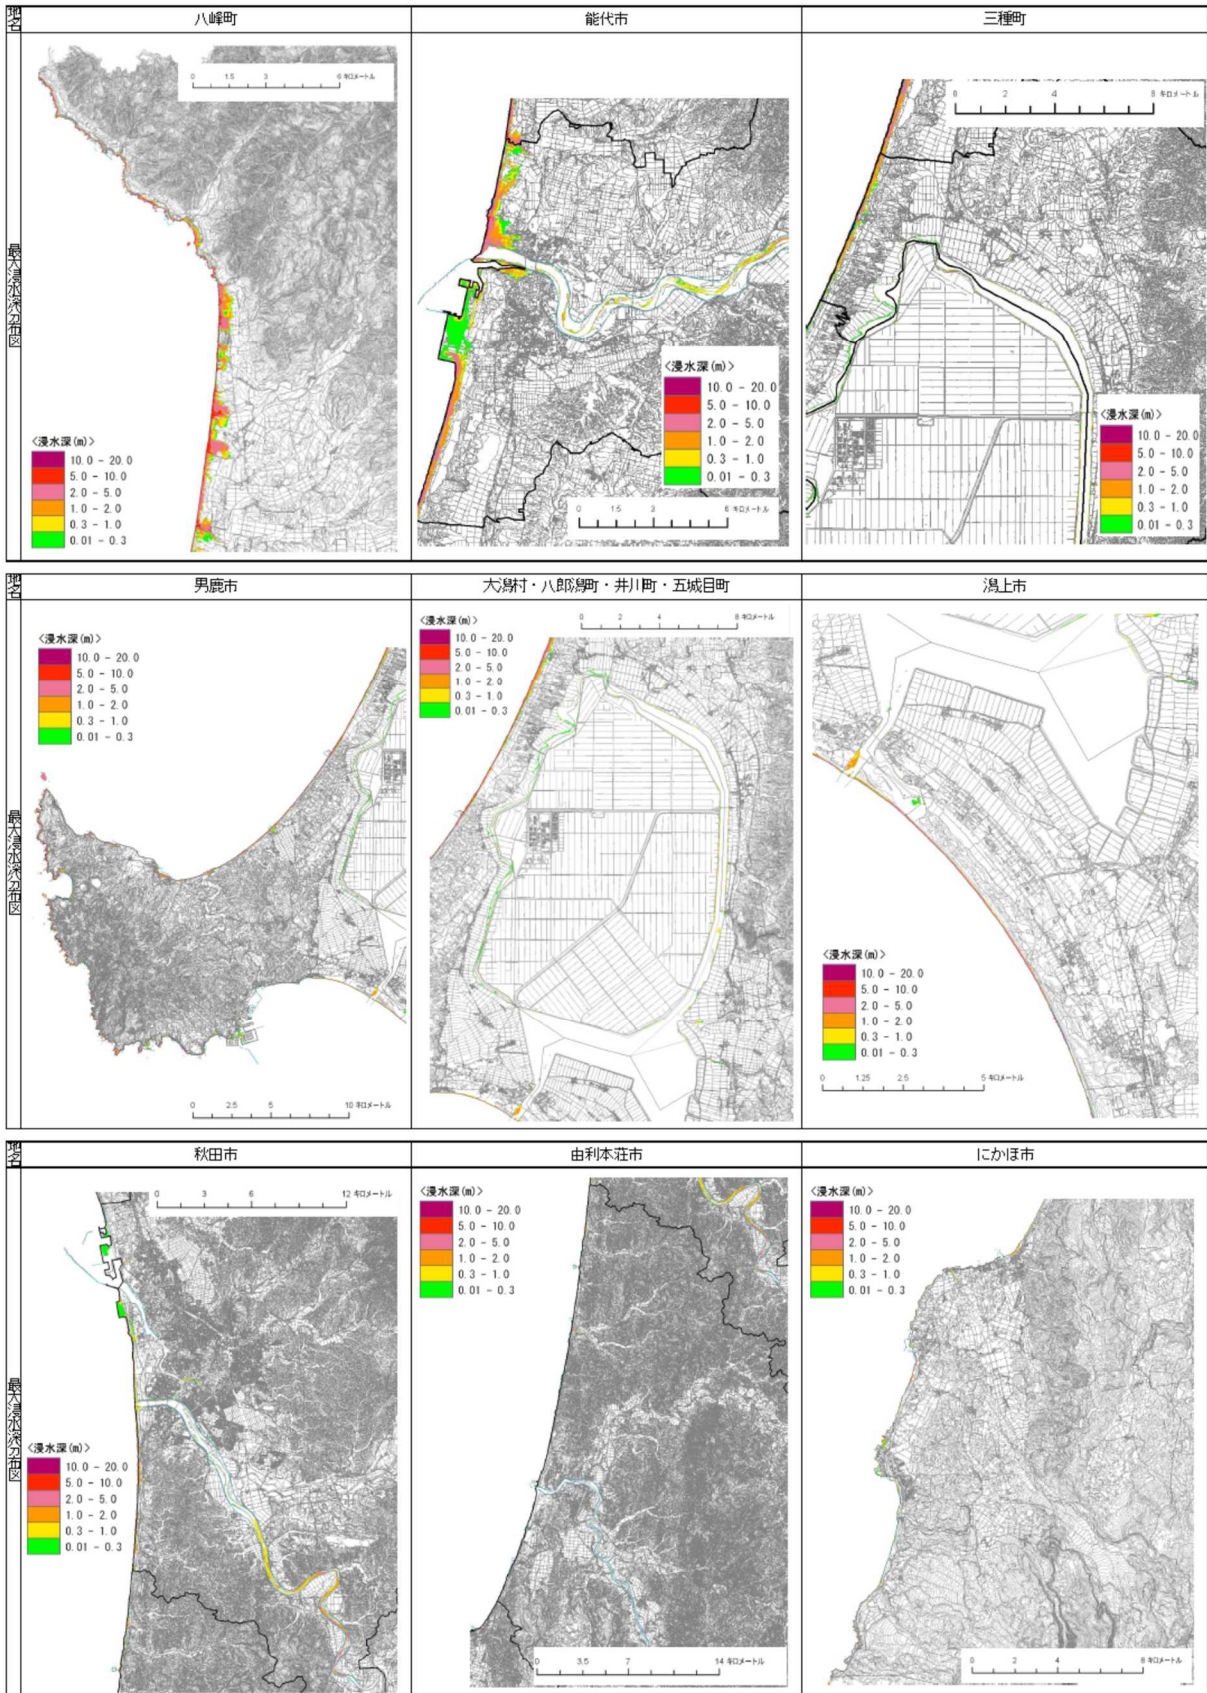 地名 八峰町 能代市 三種町
最大浸水深分布図
0 1.5 3 6 キロメートル
<浸水深(m)>
10.0 - 20.0
5.0 - 10.0
2.0 - 5.0
1.0 - 2.0
0.3 - 1.0
0.01 - 0.3
<浸水深(m)>
10.0 - 20.0
5.0 - 10.0
2.0 - 5.0
1.0 - 2.0
0.3 - 1.0
0.01 - 0.3
0 1.5 3 6 キロメートル
0 2 4 8 キロメートル
<浸水深(m)>
10.0 - 20.0
5.0 - 10.0
2.0 - 5.0
1.0 - 2.0
0.3 - 1.0
0.01 - 0.3
地名 男鹿市 大潟村・八郎潟町・井川町・五城目町 潟上市
最大浸水深分布図
<浸水深(m)>
10.0 - 20.0
5.0 - 10.0
2.0 - 5.0
1.0 - 2.0
0.3 - 1.0
0.01 - 0.3
0 2.5 5 10 キロメートル
0 2 4 8 キロメートル
<浸水深(m)>
10.0 - 20.0
5.0 - 10.0
2.0 - 5.0
1.0 - 2.0
0.3 - 1.0
0.01 - 0.3
<浸水深(m)>
10.0 - 20.0
5.0 - 10.0
2.0 - 5.0
1.0 - 2.0
0.3 - 1.0
0.01 - 0.3
0 1.25 2.5 5 キロメートル
地名 秋田市 由利本荘市 にかほ市
最大浸水深分布図
0 3 6 12 キロメートル
<浸水深(m)>
10.0 - 20.0
5.0 - 10.0
2.0 - 5.0
1.0 - 2.0
0.3 - 1.0
0.01 - 0.3
<浸水深(m)>
10.0 - 20.0
5.0 - 10.0
2.0 - 5.0
1.0 - 2.0
0.3 - 1.0
0.01 - 0.3
0 3.5 7 14 キロメートル
<浸水深(m)>
10.0 - 20.0
5.0 - 10.0
2.0 - 5.0
1.0 - 2.0
0.3 - 1.0
0.01 - 0.3
0 2 4 8 キロメートル